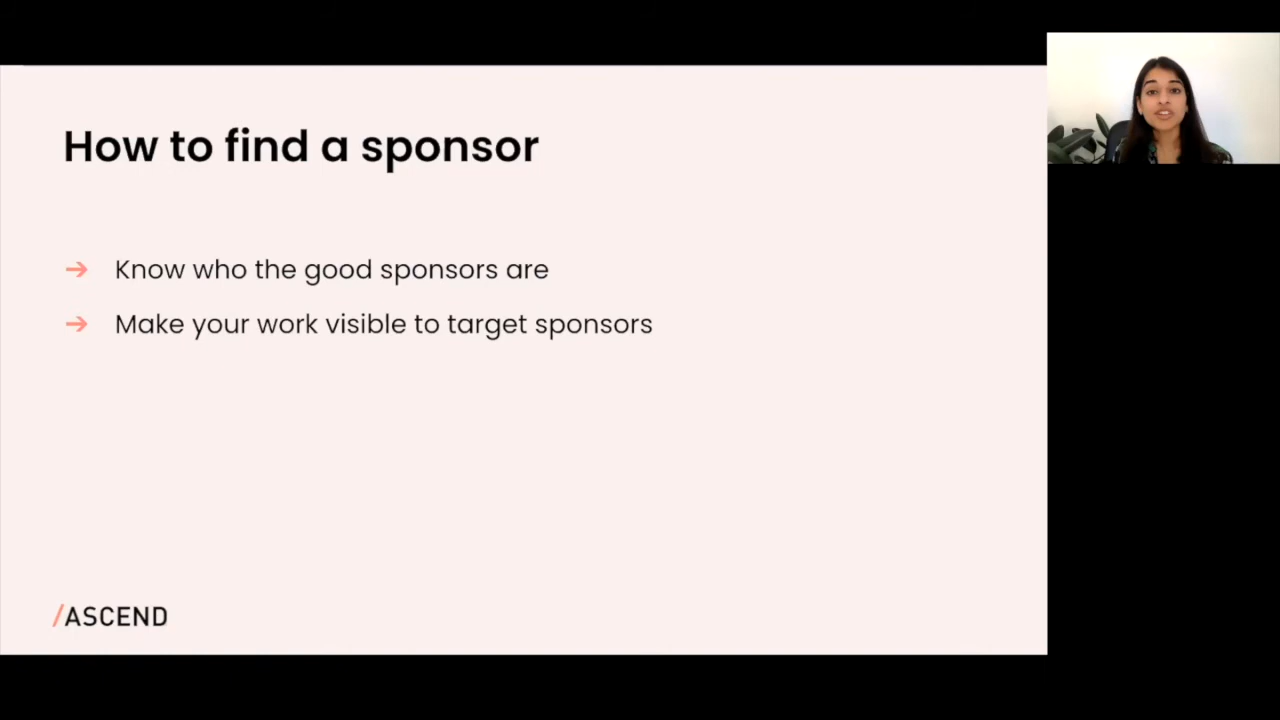 How to find a sponsor
→ Know who the good sponsors are
→ Make your work visible to target sponsors
/ASCEND